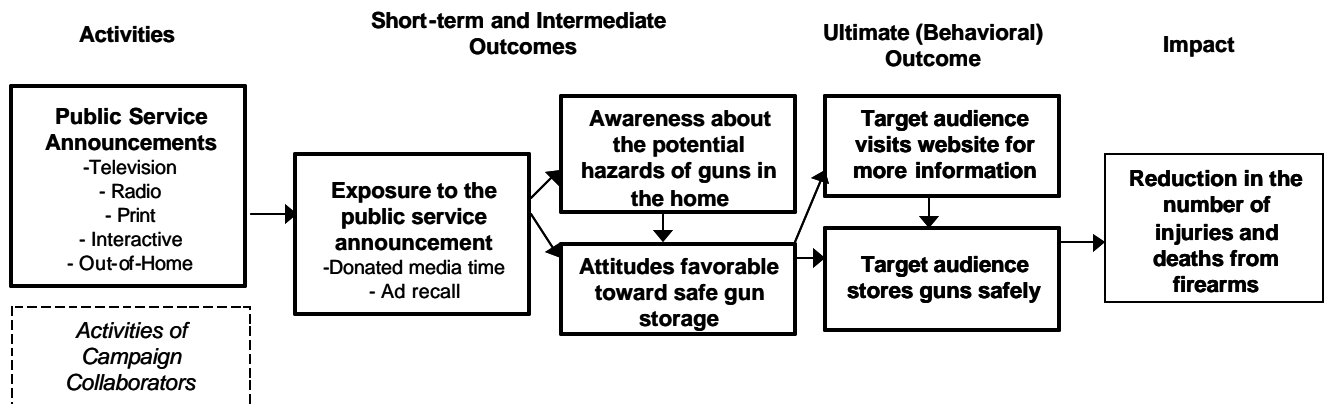 Activities
Short-term and Intermediate
Outcomes
Ultimate (Behavioral)
Outcome
Impact
Public Service
Announcements
-Television
- Radio
- Print
- Interactive
- Out-of-Home
Activities of
Campaign
Collaborators
Exposure to the
public service
announcement
-Donated media time
- Ad recall
Awareness about
the potential
hazards of guns in
the home
Attitudes favorable
toward safe gun
storage
Target audience
visits website for
more information
Target audience
stores guns safely
Reduction in the
number of
injuries and
deaths from
firearms